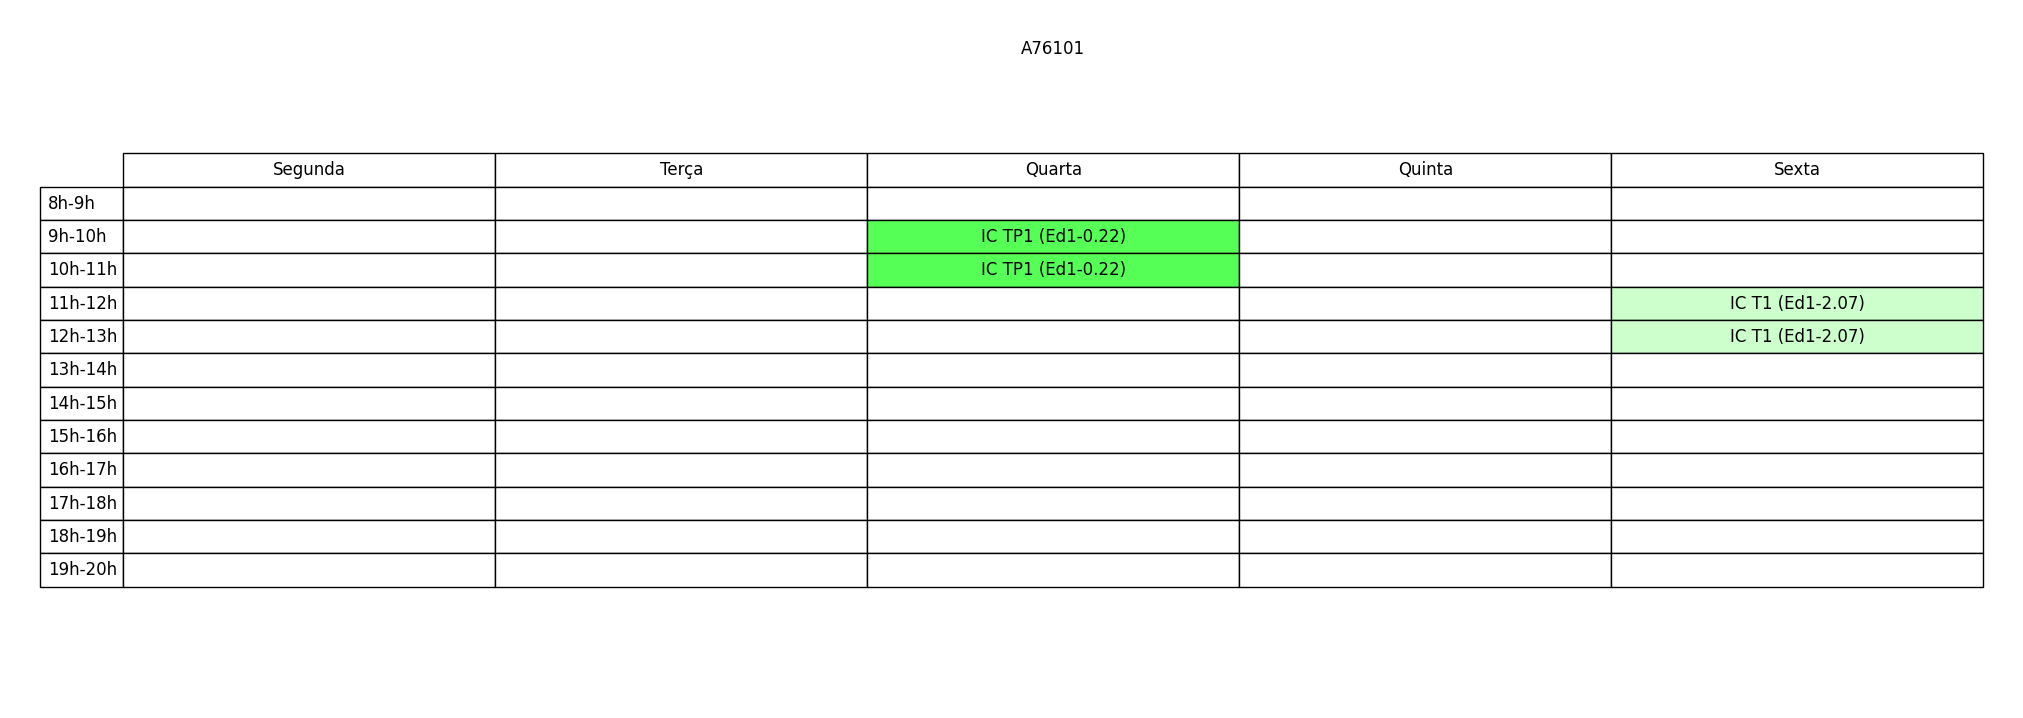 A76101
Segunda Terça Quarta Quinta Sexta
8h-9h
9h-10h IC TP1 (Ed1-0.22)
10h-11h IC TP1 (Ed1-0.22)
11h-12h IC T1 (Ed1-2.07)
12h-13h IC T1 (Ed1-2.07)
13h-14h
14h-15h
15h-16h
16h-17h
17h-18h
18h-19h
19h-20h